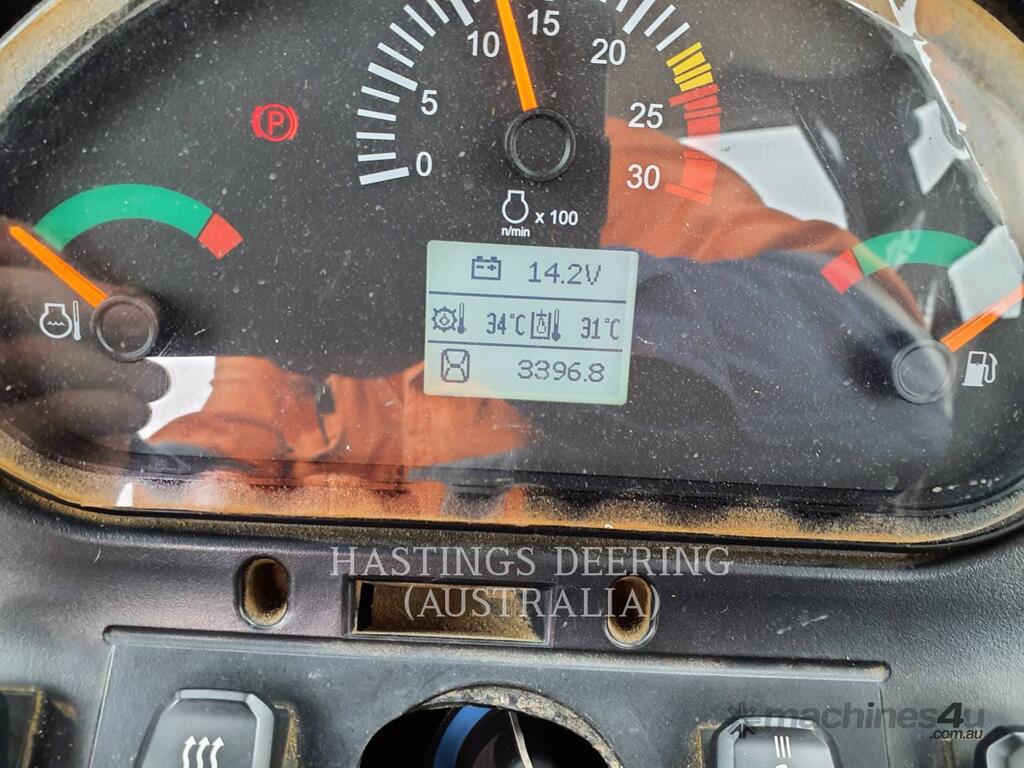 10 15 20
5 25
0 30
P
x 100
n/min
14.2V
34°C 31°C
3396.8
HASTINGS DEERING
(AUSTRALIA)
machines4u
.com.au